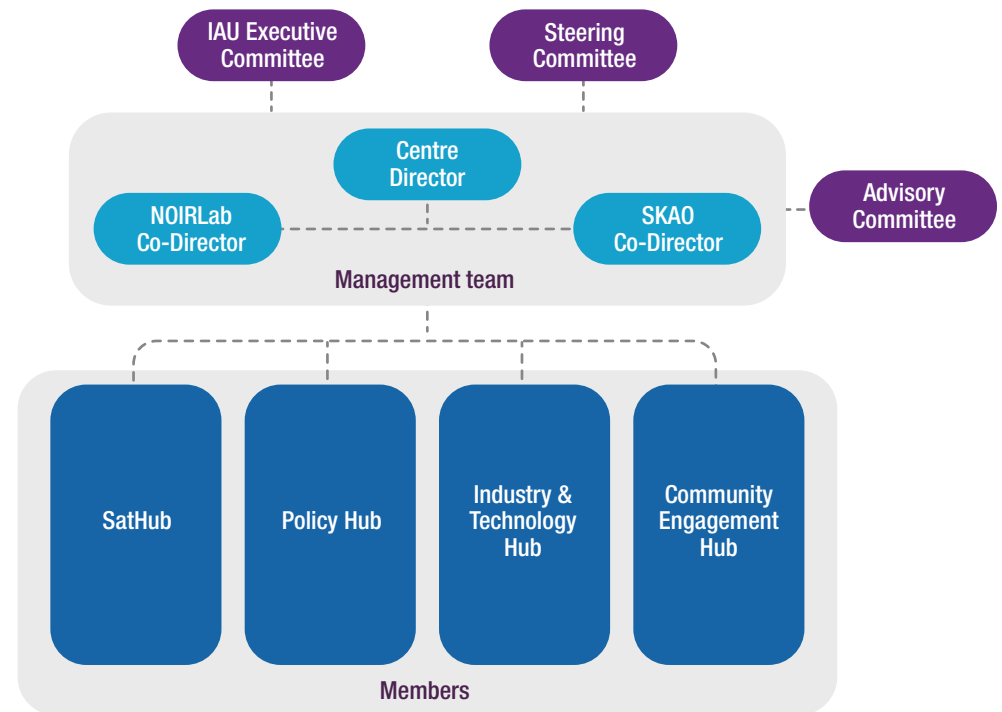 IAU Executive
Committee
Steering
Committee
Centre
Director
Advisory
Committee
NOIRLab
Co-Director
SKAO
Co-Director
Management team
SatHub
Policy Hub
Industry &
Technology
Hub
Community
Engagement
Hub
Members